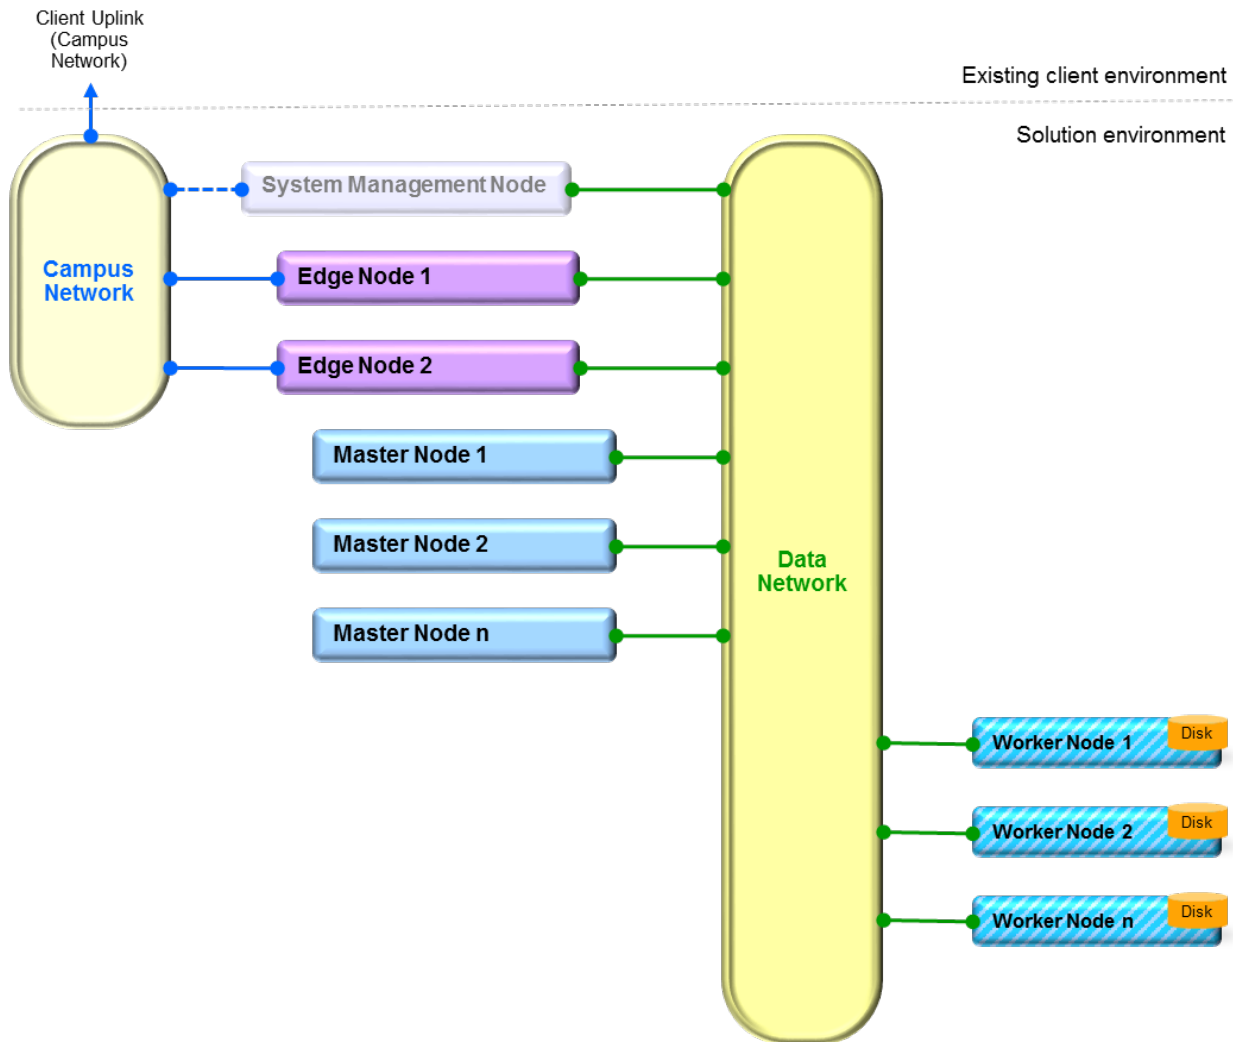 Client Uplink
(Campus
Network)
Existing client environment
Solution environment
System Management Node
Campus
Network
Edge Node 1
Edge Node 2
Master Node 1
Master Node 2
Data
Network
Master Node n
Worker Node 1
Disk
Worker Node 2
Disk
Worker Node n
Disk